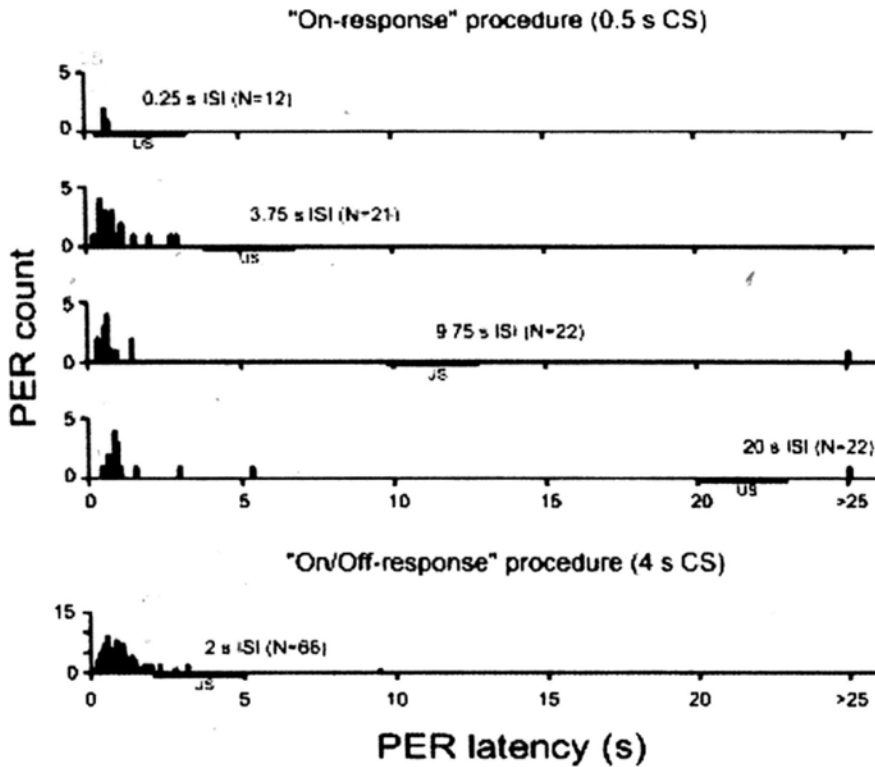 "On-response" procedure (0.5 s CS)
5
0
0.25 s ISI (N=12)
US
5
0
3.75 s ISI (N=21)
US
5
0
9.75 s ISI (N=22)
US
5
0
20 s ISI (N=22)
US
0 5 10 15 20 >25
"On/Off-response" procedure (4 s CS)
15
0
2 s ISI (N=66)
US
0 5 10 15 20 >25
PER count
PER latency (s)